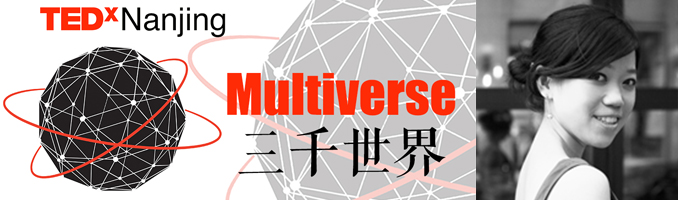 TEDxNanjing
Multiverse
三千世界